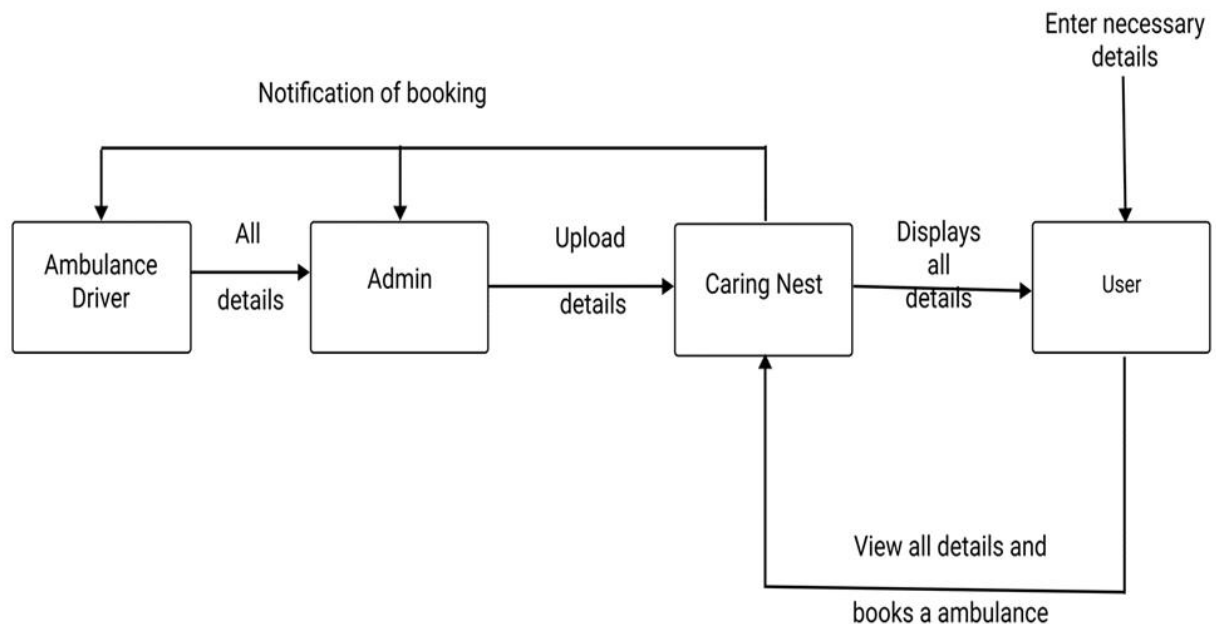 Enter necessary
details
Notification of booking
Ambulance
Driver
All
details
Admin
Upload
details
Caring Nest
Displays
all
details
User
View all details and
books a ambulance